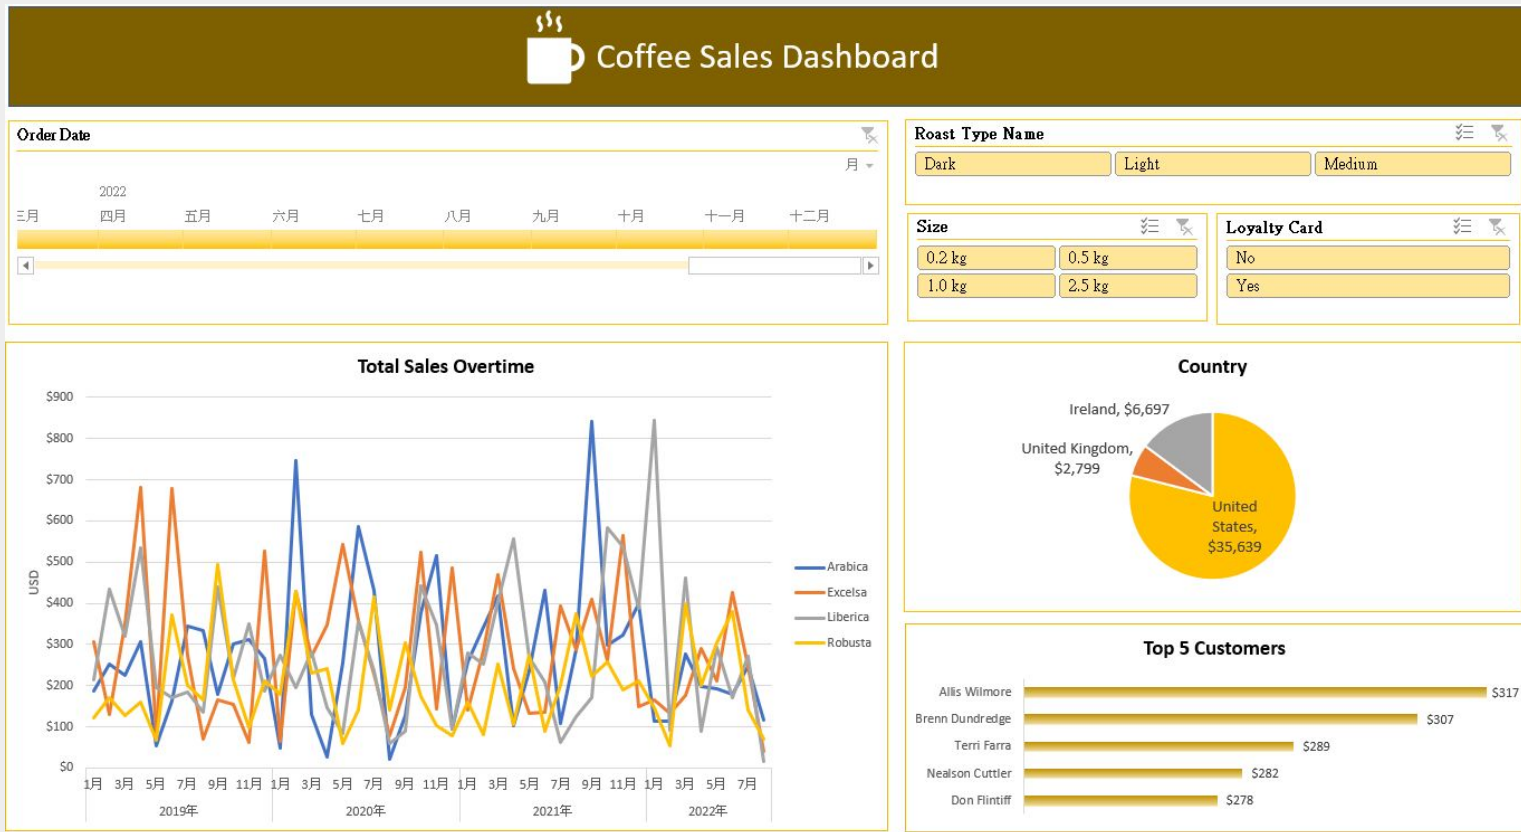 Coffee Sales Dashboard
Order Date
月
2022
三月 四月 五月 六月 七月 八月 九月 十月 十一月 十二月
Roast Type Name
Dark Light Medium
Size
0.2 kg 0.5 kg
1.0 kg 2.5 kg
Loyalty Card
No
Yes
Total Sales Overtime
$900
$800
$700
$600
$500
$400
$300
$200
$100
$0
USD
1月 3月 5月 7月 9月 11月 1月 3月 5月 7月 9月 11月 1月 3月 5月 7月 9月 11月 1月 3月 5月 7月
2019年 2020年 2021年 2022年
Arabica
Excelsa
Liberica
Robusta
Country
Ireland, $6,697
United Kingdom,
$2,799
United
States,
$35,639
Top 5 Customers
Allis Wilmore $317
Brenn Dundredge $307
Terri Farra $289
Nealson Cuttler $282
Don Flintiff $278